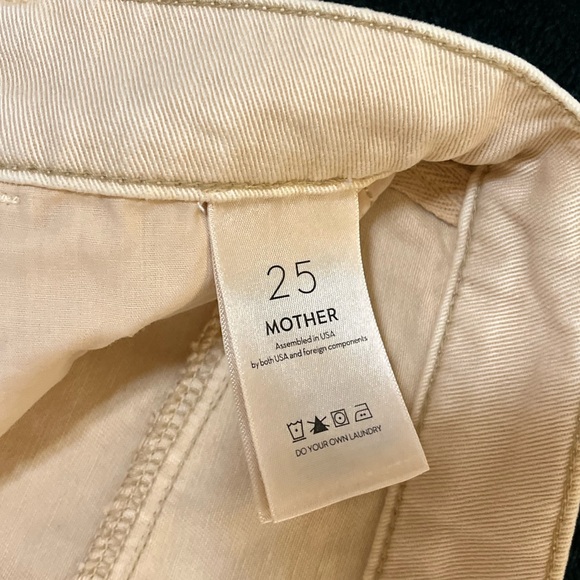 25
MOTHER
Assembled in USA
by both USA and foreign components
DO YOUR OWN LAUNDRY